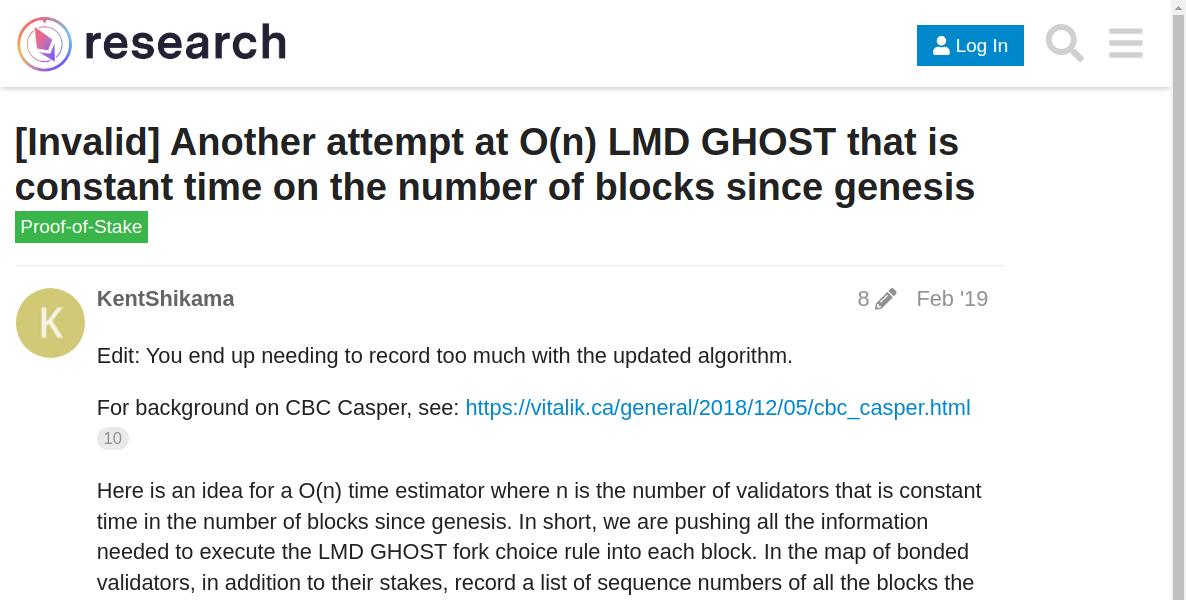 research
Log In
[Invalid] Another attempt at O(n) LMD GHOST that is
constant time on the number of blocks since genesis
Proof-of-Stake
K
KentShikama
8
Feb '19
Edit: You end up needing to record too much with the updated algorithm.
For background on CBC Casper, see: https://vitalik.ca/general/2018/12/05/cbc_casper.html
10
Here is an idea for a O(n) time estimator where n is the number of validators that is constant
time in the number of blocks since genesis. In short, we are pushing all the information
needed to execute the LMD GHOST fork choice rule into each block. In the map of bonded
validators, in addition to their stakes, record a list of sequence numbers of all the blocks the